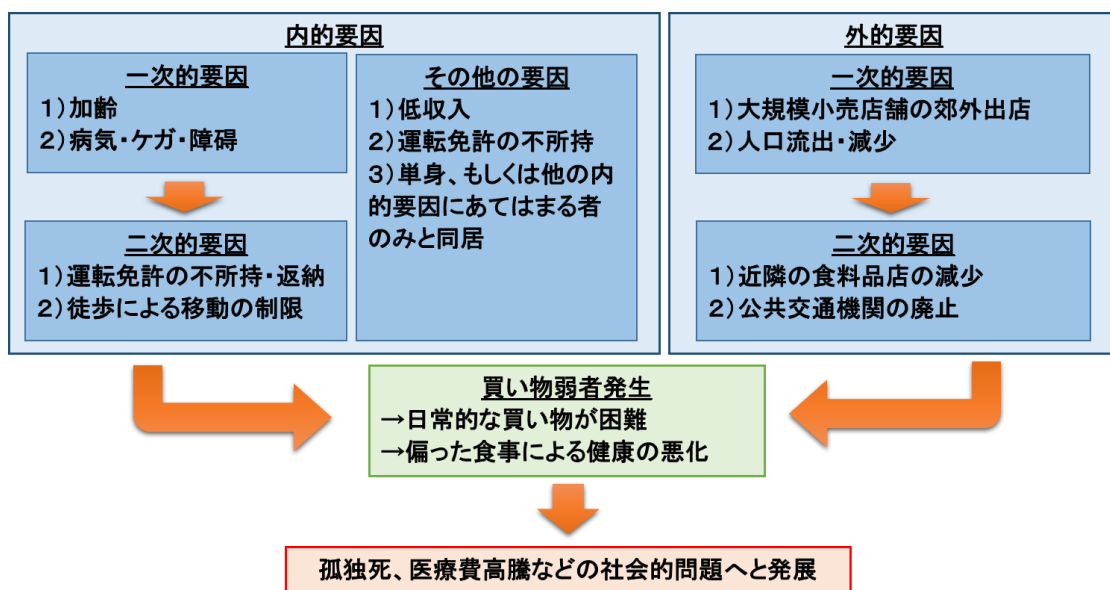 内的要因
一次的要因
1)加齢
2)病気・ケガ・障碍
二次的要因
1)運転免許の不所持・返納
2)徒歩による移動の制限
その他の要因
1)低収入
2)運転免許の不所持
3)単身、もしくは他の内
的要因にあてはまる者
のみと同居
外的要因
一次的要因
1)大規模小売店舗の郊外出店
2)人口流出・減少
二次的要因
1)近隣の食料品店の減少
2)公共交通機関の廃止
買い物弱者発生
→日常的な買い物が困難
→偏った食事による健康の悪化
孤独死、医療費高騰などの社会的問題へと発展